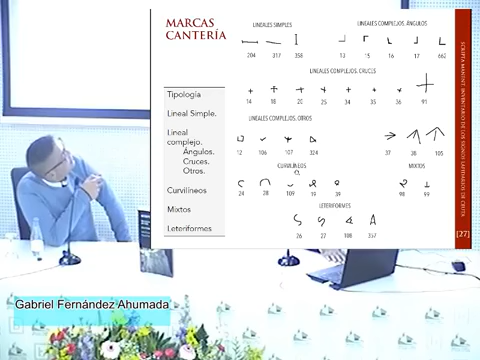 MARCAS
CANTERÍA
LINEALES SIMPLES
204 317 358
LINEALES COMPLEJOS. ÁNGULOS
13 15 16 17 662
LINEALES COMPLEJOS. CRUCES
14 18 20 25 34 35 36 91
Tipología
Lineal Simple.
Lineal
complejo.
Ángulos.
Cruces.
Otros.
Curvilíneos
Mixtos
Leteriformes
LINEALES COMPLEJOS. OTROS
12 106 107 324
37 38 105
CURVILÍNEOS
24 28 109 19 39
MIXTOS
98 99
LETERIFORMES
26 22 188 357
[27]
Gabriel Fernández Ahumada